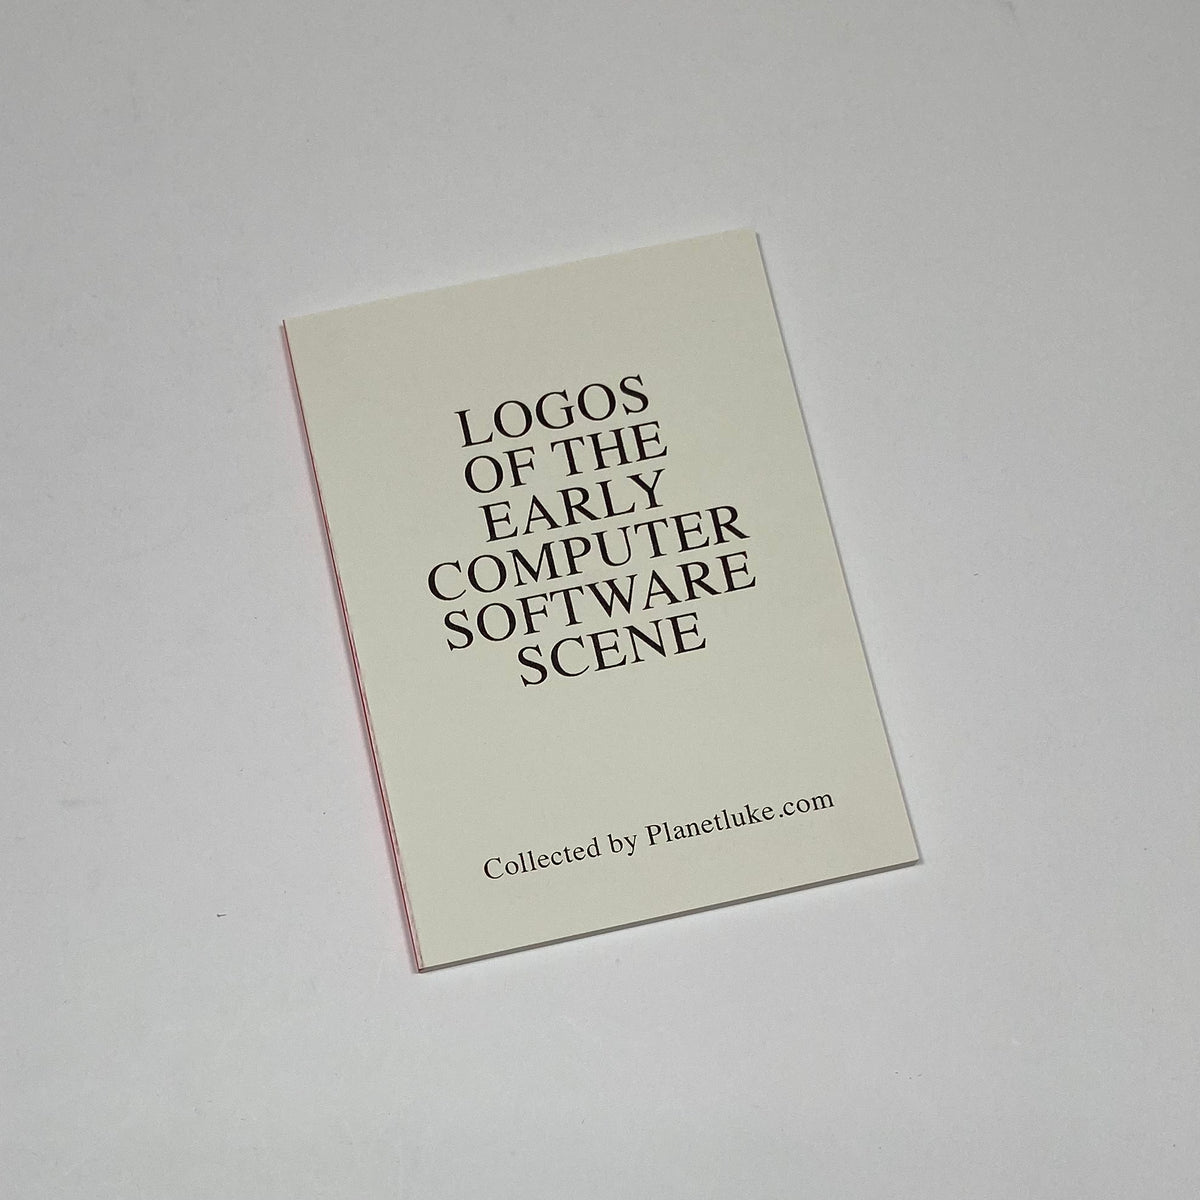 LOGOS
OF THE
EARLY
COMPUTER
SOFTWARE
SCENE
Collected by Planetluke.com